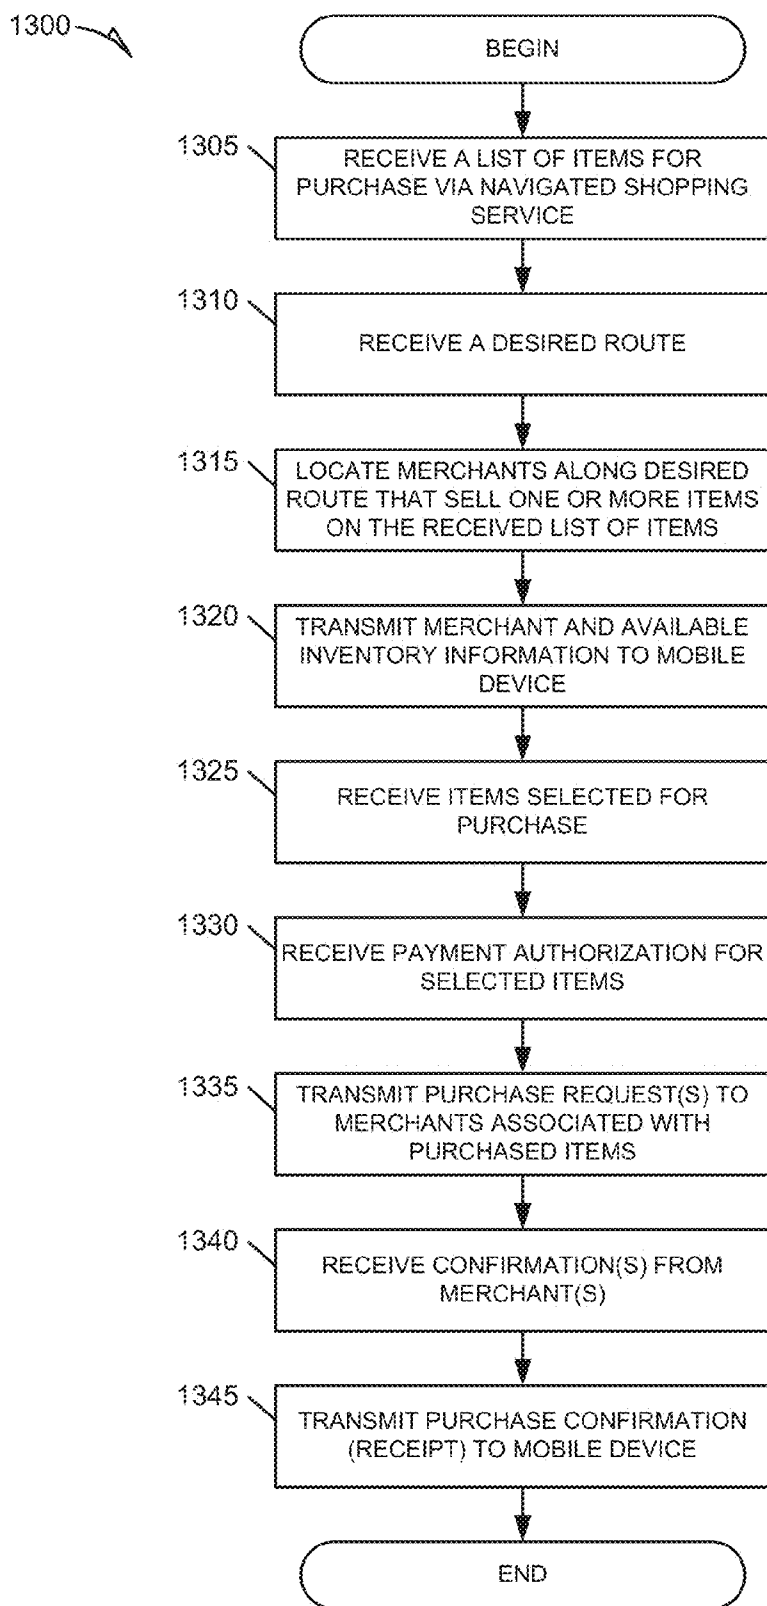 1300
BEGIN
1305
RECEIVE A LIST OF ITEMS FOR
PURCHASE VIA NAVIGATED SHOPPING
SERVICE
1310
RECEIVE A DESIRED ROUTE
1315
LOCATE MERCHANTS ALONG DESIRED
ROUTE THAT SELL ONE OR MORE ITEMS
ON THE RECEIVED LIST OF ITEMS
1320
TRANSMIT MERCHANT AND AVAILABLE
INVENTORY INFORMATION TO MOBILE
DEVICE
1325
RECEIVE ITEMS SELECTED FOR
PURCHASE
1330
RECEIVE PAYMENT AUTHORIZATION FOR
SELECTED ITEMS
1335
TRANSMIT PURCHASE REQUEST(S) TO
MERCHANTS ASSOCIATED WITH
PURCHASED ITEMS
1340
RECEIVE CONFIRMATION(S) FROM
MERCHANT(S)
1345
TRANSMIT PURCHASE CONFIRMATION
(RECEIPT) TO MOBILE DEVICE
END